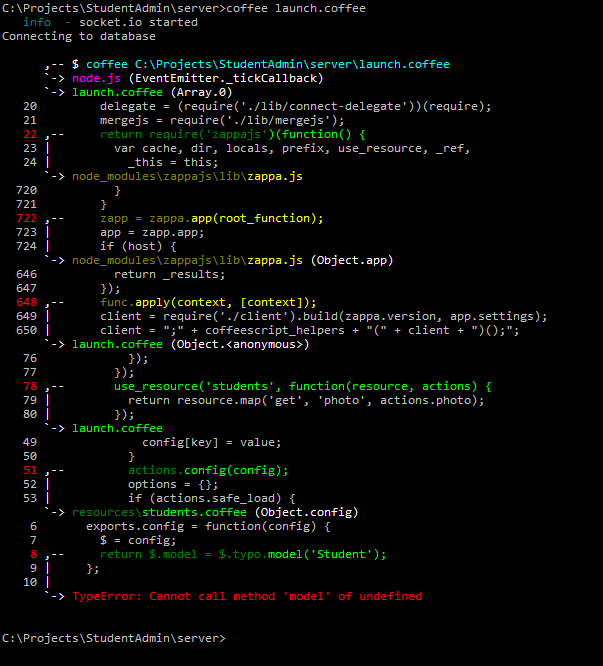 C:\Projects\StudentAdmin\server>coffee launch.coffee
   info  - socket.io started
Connecting to database

      ,-- $ coffee C:\Projects\StudentAdmin\server\launch.coffee
      `-> node.js (EventEmitter._tickCallback)
      `-> launch.coffee (Array.0)
   20         delegate = (require('./lib/connect-delegate'))(require);
   21         mergejs = require('./lib/mergejs');
   22 ,--     return require('zappajs')(function() {
   23 |         var cache, dir, locals, prefix, use_resource, _ref,
   24 |           _this = this;
      `-> node_modules\zappajs\lib\zappa.js
  720           }
  721         }
  722 ,--     zapp = zappa.app(root_function);
  723 |       app = zapp.app;
  724 |       if (host) {
      `-> node_modules\zappajs\lib\zappa.js (Object.app)
  646           return _results;
  647         });
  648 ,--     func.apply(context, [context]);
  649 |       client = require('./client').build(zappa.version, app.settings);
  650 |       client = ";" + coffeescript_helpers + "(" + client + ")();";
      `-> launch.coffee (Object.<anonymous>)
   76             });
   77           });
   78 ,--       use_resource('students', function(resource, actions) {
   79 |           return resource.map('get', 'photo', actions.photo);
   80 |         });
      `-> launch.coffee
   49               config[key] = value;
   50             }
   51 ,--         actions.config(config);
   52 |           options = {};
   53 |           if (actions.safe_load) {
      `-> resources\students.coffee (Object.config)
    6       exports.config = function(config) {
    7         $ = config;
    8 ,--     return $.model = $.typo.model('Student');
    9 |     };
   10 |
      `-> TypeError: Cannot call method 'model' of undefined

C:\Projects\StudentAdmin\server>